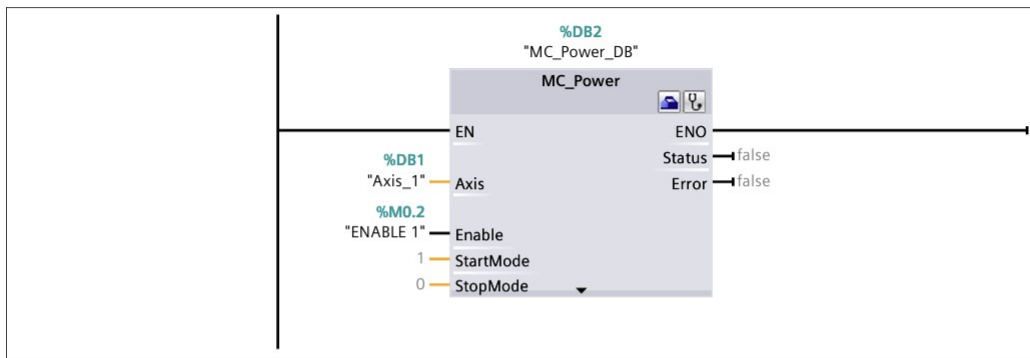 %DB2
"MC_Power_DB"
MC_Power
EN ENO
%DB1 Status false
"Axis_1" Axis Error false
%M0.2
"ENABLE 1" Enable
1 StartMode
0 StopMode